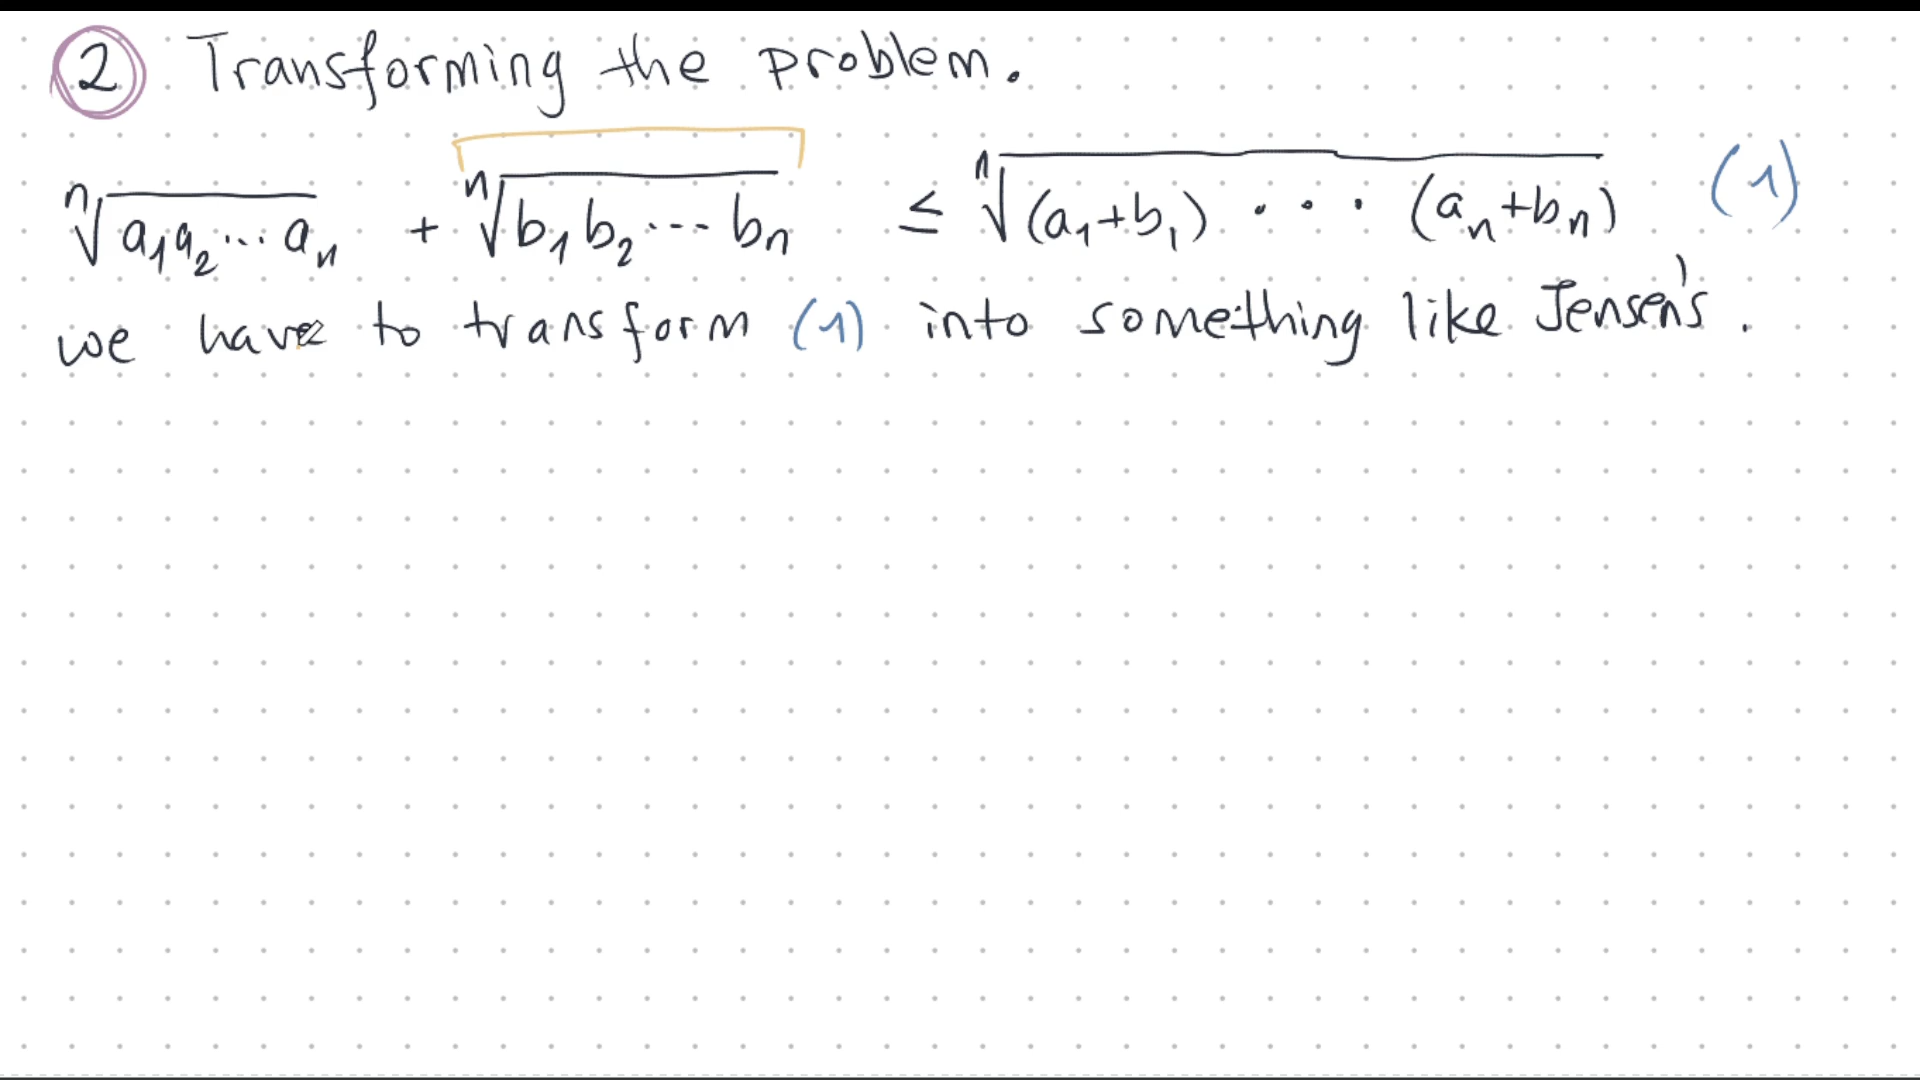 2 Transforming the problem.
ⁿ√(a₁a₂...aₙ) + ⁿ√(b₁b₂...bₙ) ≤ ⁿ√((a₁+b₁) · · · (aₙ+bₙ)) (1)
we have to transform (1) into something like Jensen's.